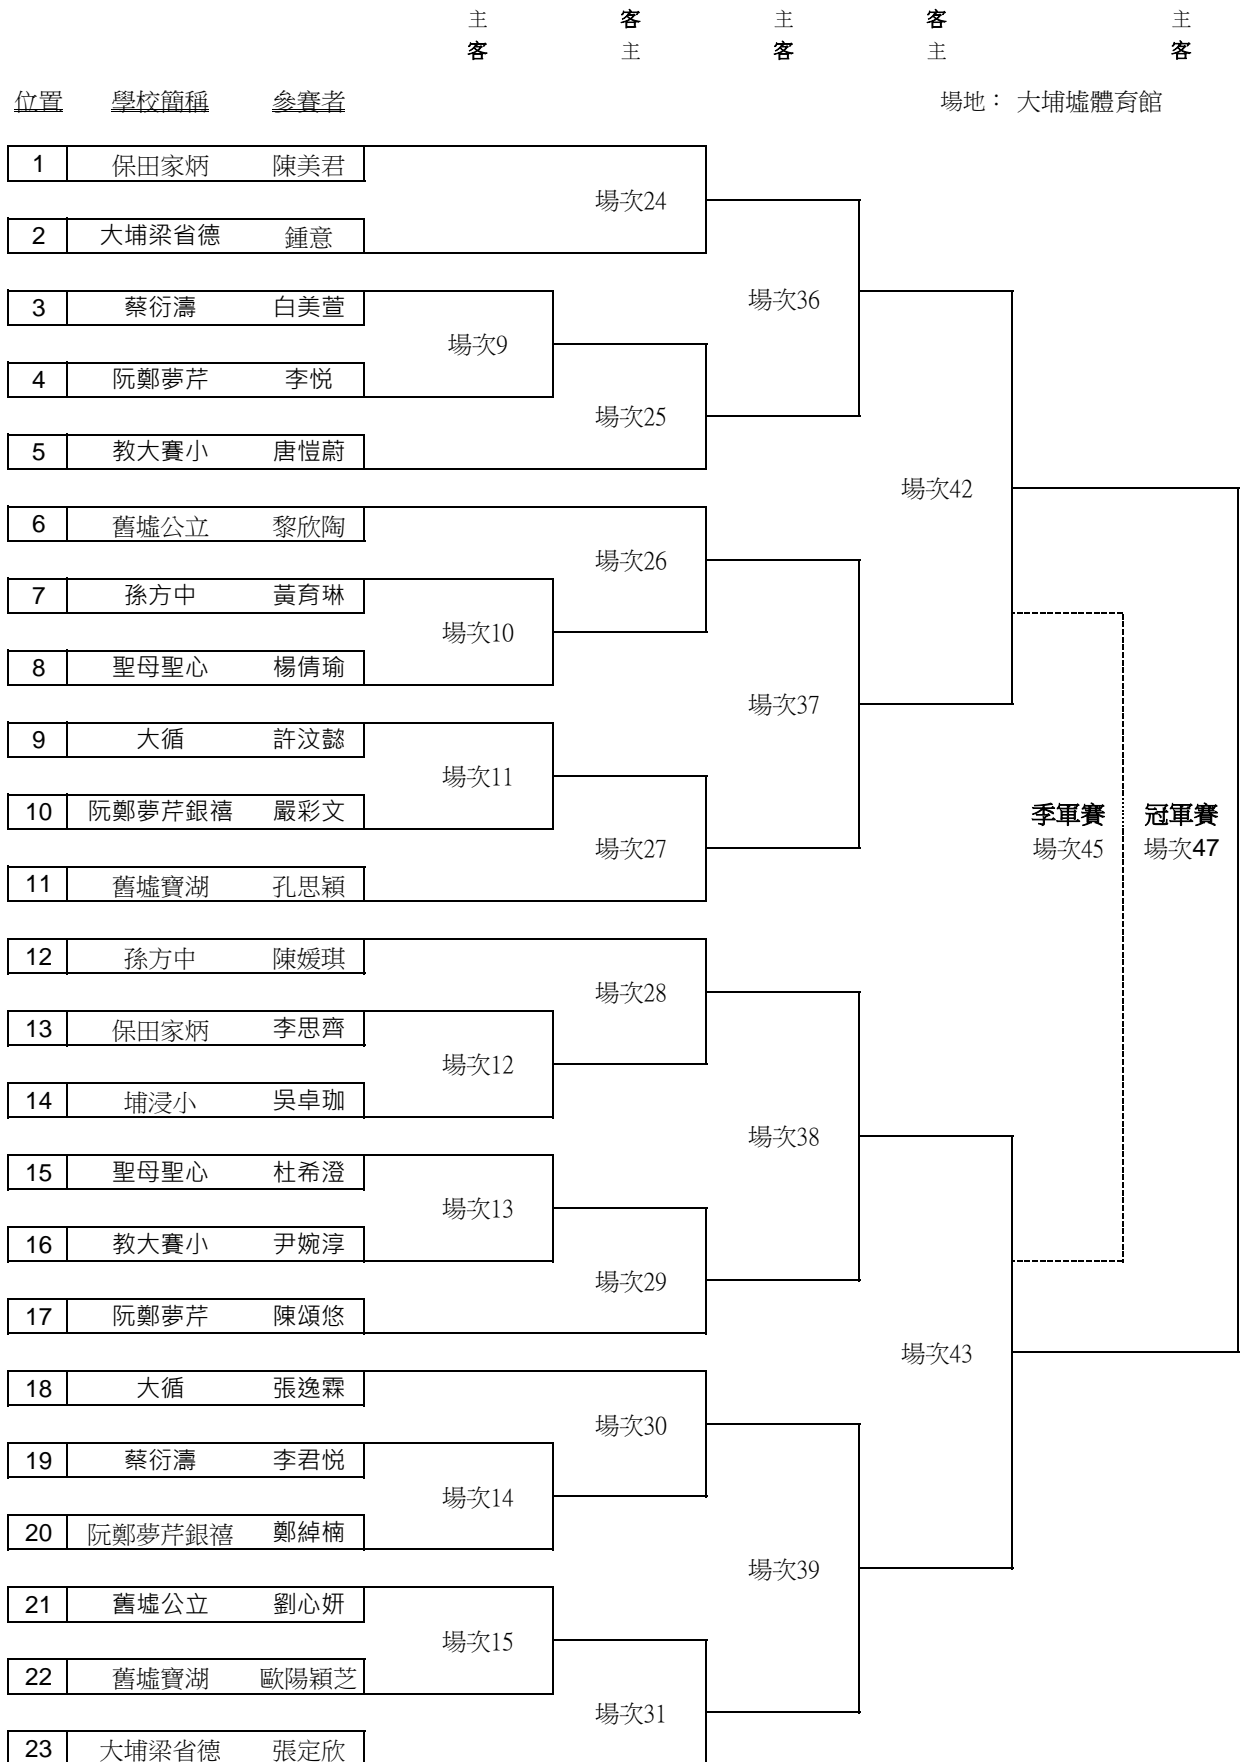 主 客 主 客 主
客 主 客 主 客
位置 學校簡稱 參賽者 場地： 大埔墟體育館
1 保田家炳 陳美君
場次24
2 大埔梁省德 鍾意
3 蔡衍濤 白美萱 場次36
場次9
4 阮鄭夢芹 李悦
場次25
5 教大賽小 唐愷蔚
場次42
6 舊墟公立 黎欣陶
場次26
7 孫方中 黃育琳
場次10
8 聖母聖心 楊倩瑜
場次37
9 大循 許汶懿
場次11
10 阮鄭夢芹銀禧 嚴彩文 季軍賽 冠軍賽
場次27 場次45 場次47
11 舊墟寶湖 孔思穎
12 孫方中 陳媛琪
場次28
13 保田家炳 李思齊
場次12
14 埔浸小 吳卓珈
場次38
15 聖母聖心 杜希澄
場次13
16 教大賽小 尹婉淳
場次29
17 阮鄭夢芹 陳頌悠
場次43
18 大循 張逸霖
場次30
19 蔡衍濤 李君悦
場次14
20 阮鄭夢芹銀禧 鄭綽楠
場次39
21 舊墟公立 劉心妍
場次15
22 舊墟寶湖 歐陽穎芝
場次31
23 大埔梁省德 張定欣